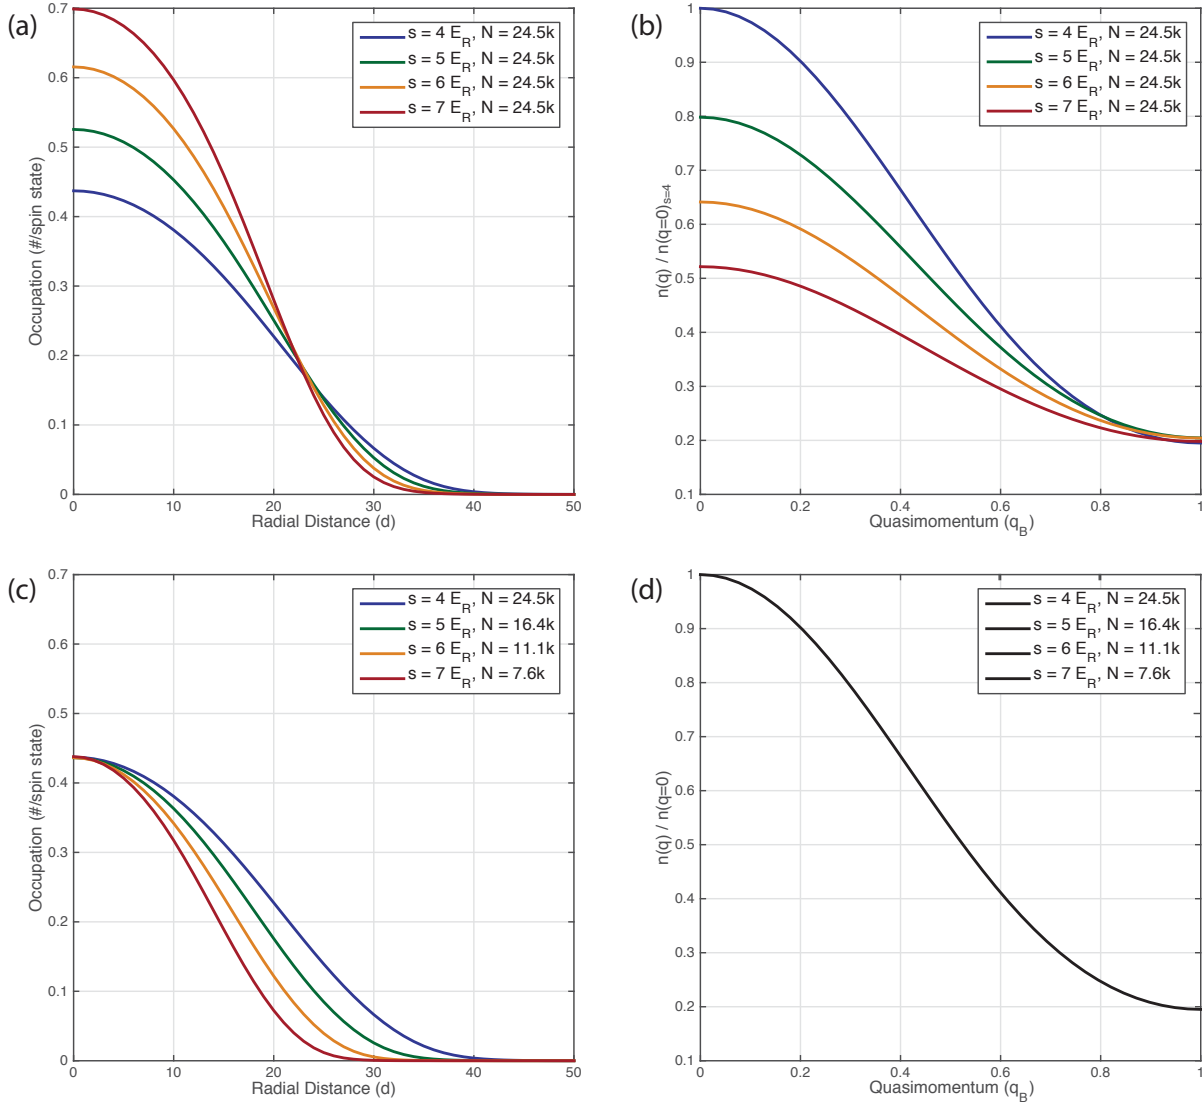 (a)
0.7
0.6
0.5
0.4
0.3
0.2
0.1
0
Occupation (#/spin state)
s = 4 E_R, N = 24.5k
s = 5 E_R, N = 24.5k
s = 6 E_R, N = 24.5k
s = 7 E_R, N = 24.5k
0 10 20 30 40 50
Radial Distance (d)
(b)
1
0.9
0.8
0.7
0.6
0.5
0.4
0.3
0.2
0.1
n(q) / n(q=0)_{s=4}
s = 4 E_R, N = 24.5k
s = 5 E_R, N = 24.5k
s = 6 E_R, N = 24.5k
s = 7 E_R, N = 24.5k
0 0.2 0.4 0.6 0.8 1
Quasimomentum (q_B)
(c)
0.7
0.6
0.5
0.4
0.3
0.2
0.1
0
Occupation (#/spin state)
s = 4 E_R, N = 24.5k
s = 5 E_R, N = 16.4k
s = 6 E_R, N = 11.1k
s = 7 E_R, N = 7.6k
0 10 20 30 40 50
Radial Distance (d)
(d)
1
0.9
0.8
0.7
0.6
0.5
0.4
0.3
0.2
0.1
n(q) / n(q=0)
s = 4 E_R, N = 24.5k
s = 5 E_R, N = 16.4k
s = 6 E_R, N = 11.1k
s = 7 E_R, N = 7.6k
0 0.2 0.4 0.6 0.8 1
Quasimomentum (q_B)